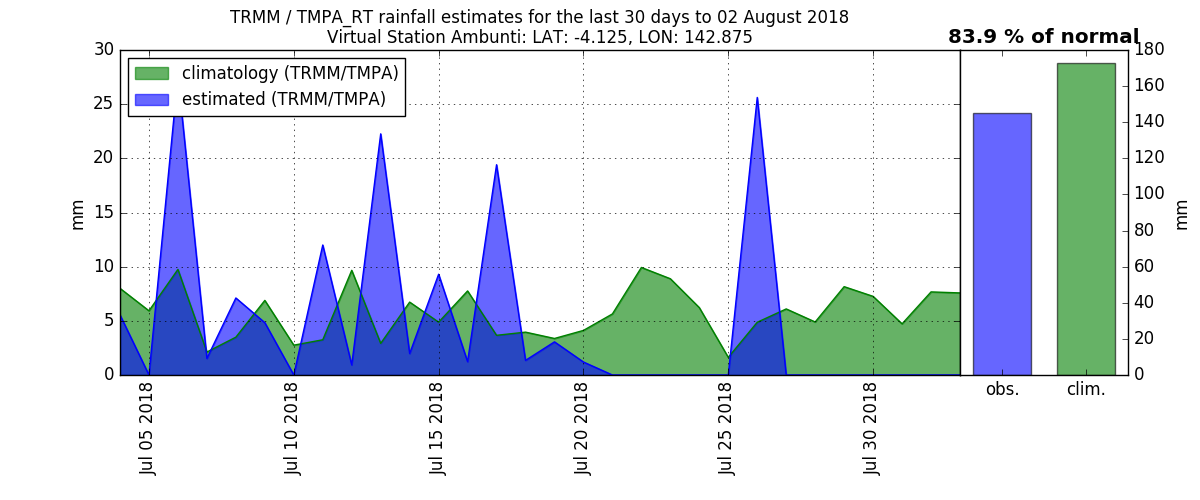 TRMM / TMPA_RT rainfall estimates for the last 30 days to 02 August 2018
Virtual Station Ambunti: LAT: -4.125, LON: 142.875
83.9 % of normal
climatology (TRMM/TMPA)
estimated (TRMM/TMPA)
30
25
20
15
10
5
0
mm
Jul 05 2018
Jul 10 2018
Jul 15 2018
Jul 20 2018
Jul 25 2018
Jul 30 2018
obs.
clim.
180
160
140
120
100
80
60
40
20
0
mm